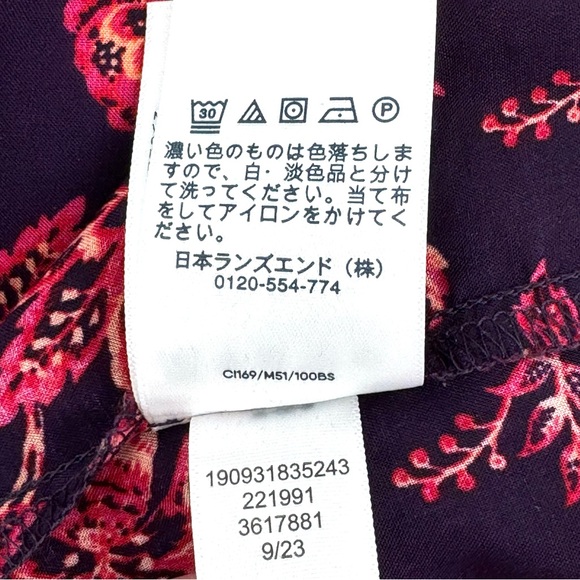 30
P
濃い色のものは色落ちしま
すので、白・淡色品と分け
て洗ってください。当て布
をしてアイロンをかけてく
ださい。
日本ランズエンド（株）
0120-554-774
CI169/M51/100BS
190931835243
221991
3617881
9/23